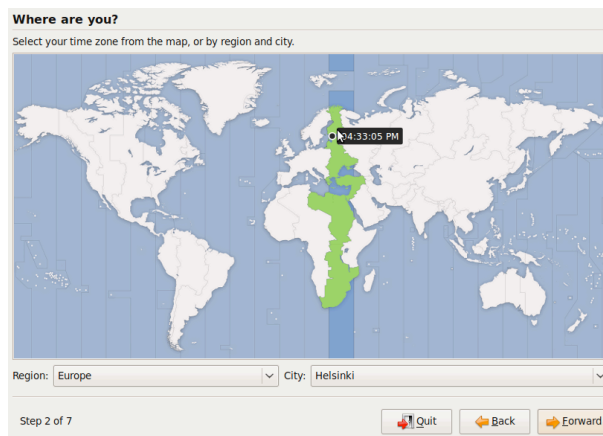 Where are you?
Select your time zone from the map, or by region and city.
04:33:05 PM
Region: Europe City: Helsinki
Step 2 of 7 Quit Back Forward